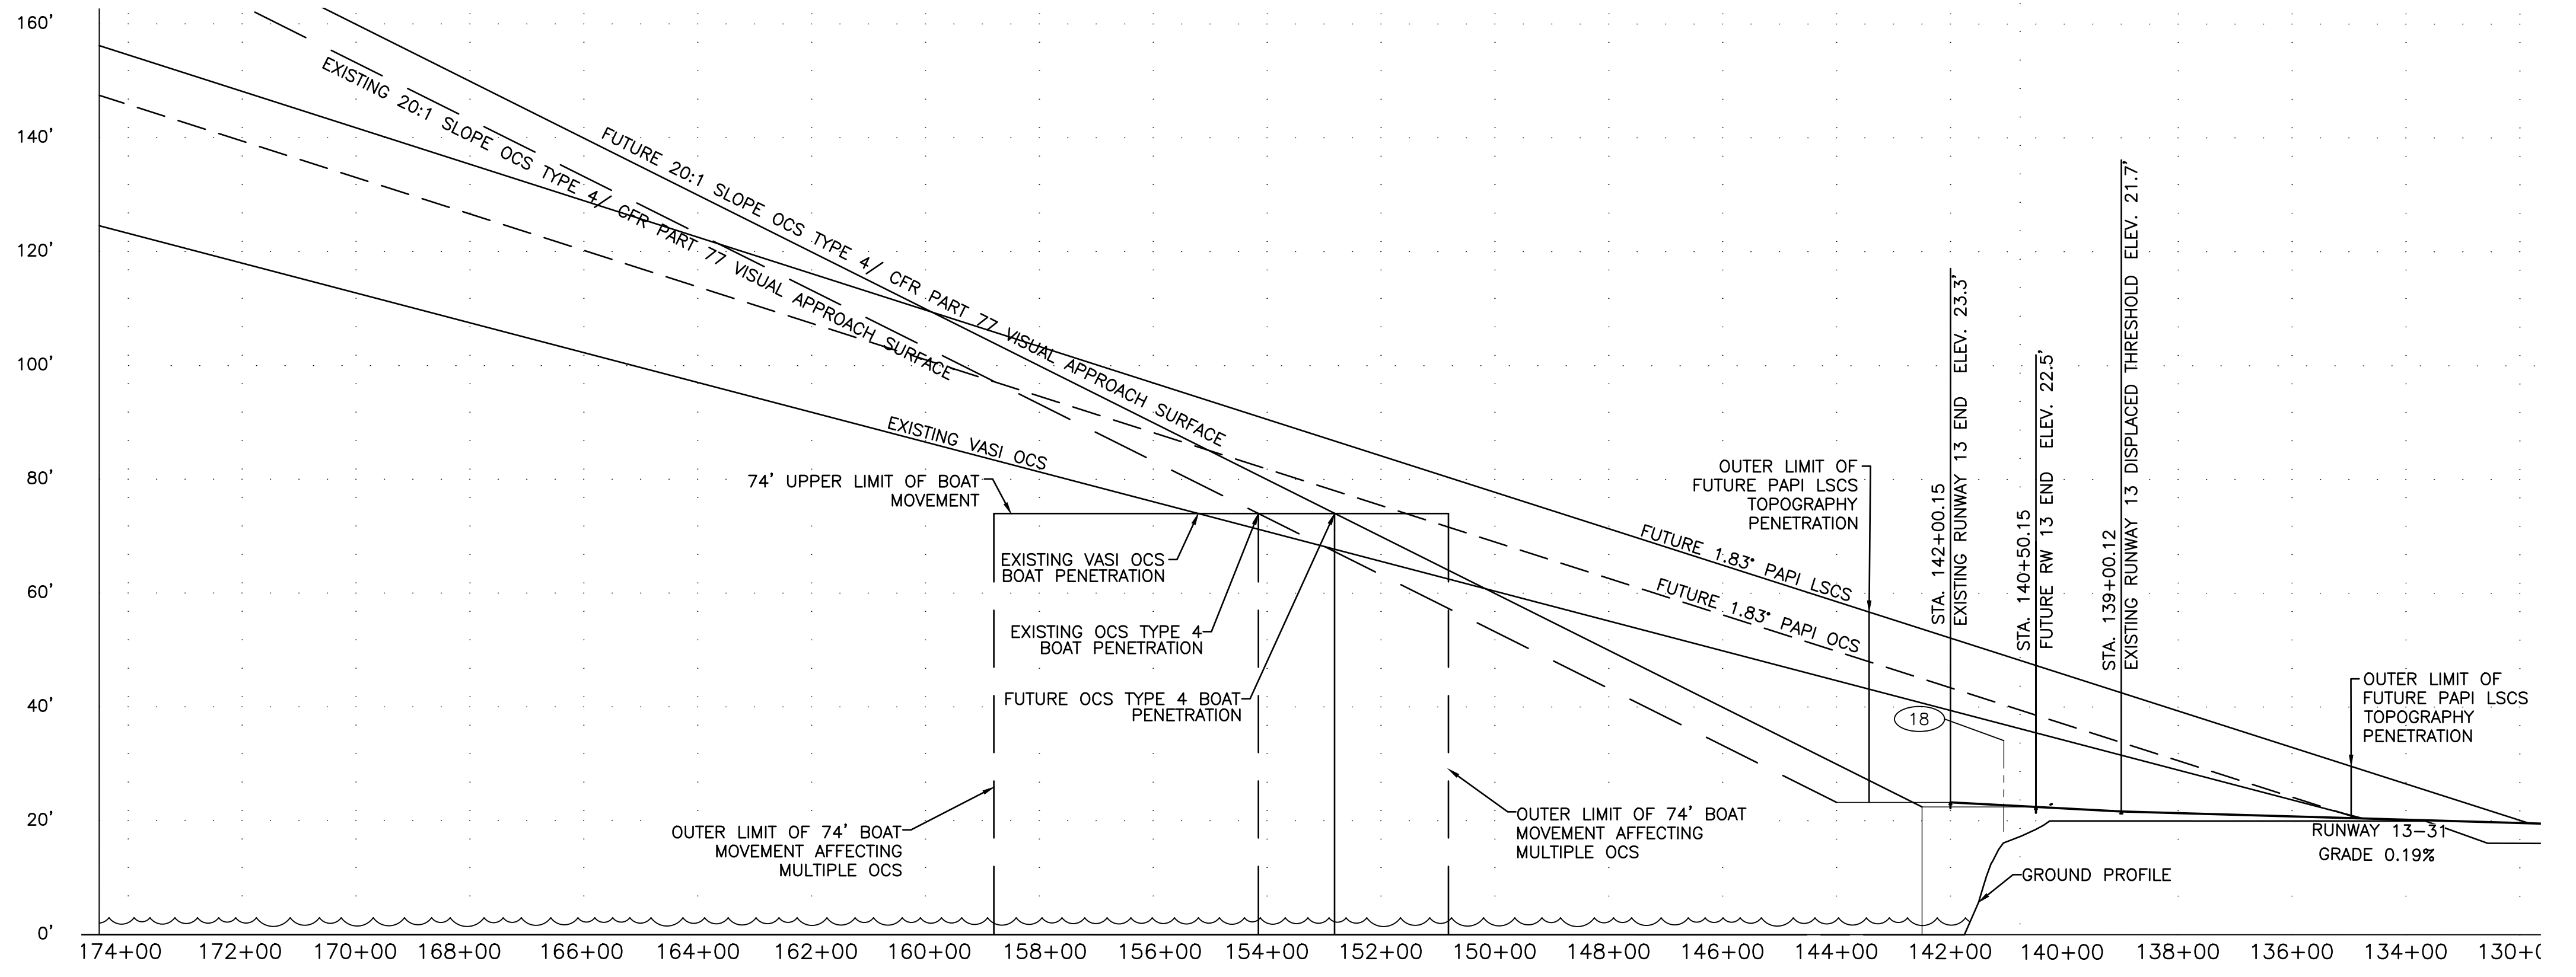 160'
140'
120'
100'
80'
60'
40'
20'
0'
EXISTING 20:1 SLOPE OCS TYPE 4/ CFR PART 77 VISUAL APPROACH SURFACE
FUTURE 20:1 SLOPE OCS TYPE 4/ CFR PART 77 VISUAL APPROACH SURFACE
EXISTING VASI OCS
74' UPPER LIMIT OF BOAT
MOVEMENT
EXISTING VASI OCS
BOAT PENETRATION
EXISTING OCS TYPE 4
BOAT PENETRATION
FUTURE OCS TYPE 4 BOAT
PENETRATION
OUTER LIMIT OF 74' BOAT
MOVEMENT AFFECTING
MULTIPLE OCS
OUTER LIMIT OF 74' BOAT
MOVEMENT AFFECTING
MULTIPLE OCS
FUTURE 1.83° PAPI LSCS
FUTURE 1.83° PAPI OCS
OUTER LIMIT OF
FUTURE PAPI LSCS
TOPOGRAPHY
PENETRATION
STA. 142+00.15
EXISTING RUNWAY 13 END ELEV. 23.3'
STA. 140+50.15
FUTURE RW 13 END ELEV. 22.5'
STA. 139+00.12
EXISTING RUNWAY 13 DISPLACED THRESHOLD ELEV. 21.7'
18
OUTER LIMIT OF
FUTURE PAPI LSCS
TOPOGRAPHY
PENETRATION
RUNWAY 13-31
GRADE 0.19%
GROUND PROFILE
174+00 172+00 170+00 168+00 166+00 164+00 162+00 160+00 158+00 156+00 154+00 152+00 150+00 148+00 146+00 144+00 142+00 140+00 138+00 136+00 134+00 130+0